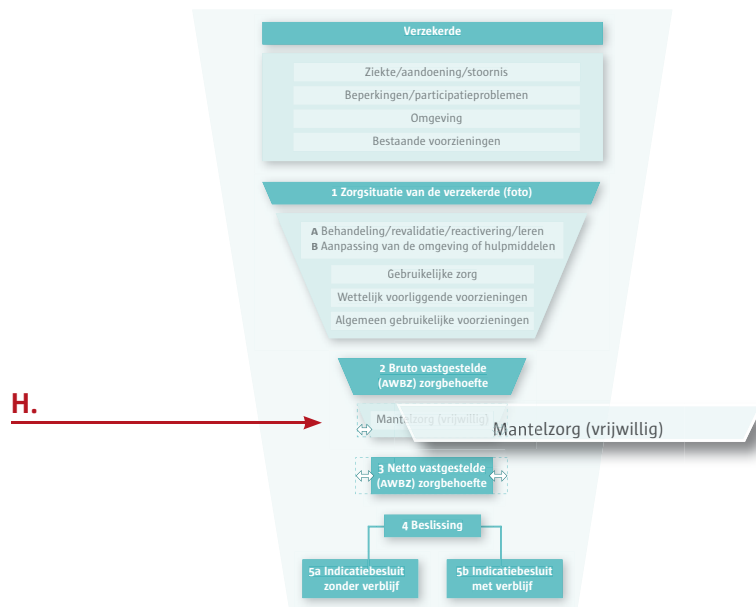 Verzekerde
Ziekte/aandoening/stoornis
Beperkingen/participatieproblemen
Omgeving
Bestaande voorzieningen
1 Zorgsituatie van de verzekerde (foto)
A Behandeling/revalidatie/reactivering/leren
B Aanpassing van de omgeving of hulpmiddelen
Gebruikelijke zorg
Wettelijk voorliggende voorzieningen
Algemeen gebruikelijke voorzieningen
2 Bruto vastgestelde
(AWBZ) zorgbehoefte
H.
Mantelzorg (vrijwillig)
Mantelzorg (vrijwillig)
3 Netto vastgestelde
(AWBZ) zorgbehoefte
4 Beslissing
5a Indicatiebesluit
zonder verblijf
5b Indicatiebesluit
met verblijf